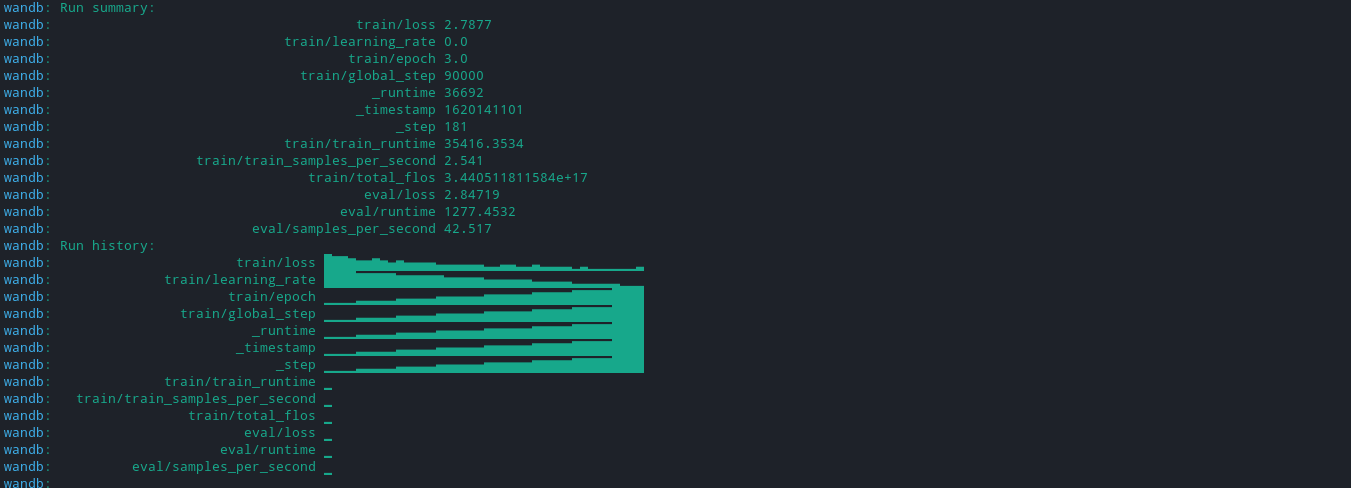 wandb: Run summary:
wandb: train/loss 2.7877
wandb: train/learning_rate 0.0
wandb: train/epoch 3.0
wandb: train/global_step 90000
wandb: _runtime 36692
wandb: _timestamp 1620141101
wandb: _step 181
wandb: train/train_runtime 35416.3534
wandb: train/train_samples_per_second 2.541
wandb: train/total_flos 3.440511811584e+17
wandb: eval/loss 2.84719
wandb: eval/runtime 1277.4532
wandb: eval/samples_per_second 42.517
wandb: Run history:
wandb: train/loss
wandb: train/learning_rate
wandb: train/epoch
wandb: train/global_step
wandb: _runtime
wandb: _timestamp
wandb: _step
wandb: train/train_runtime
wandb: train/train_samples_per_second
wandb: train/total_flos
wandb: eval/loss
wandb: eval/runtime
wandb: eval/samples_per_second
wandb: